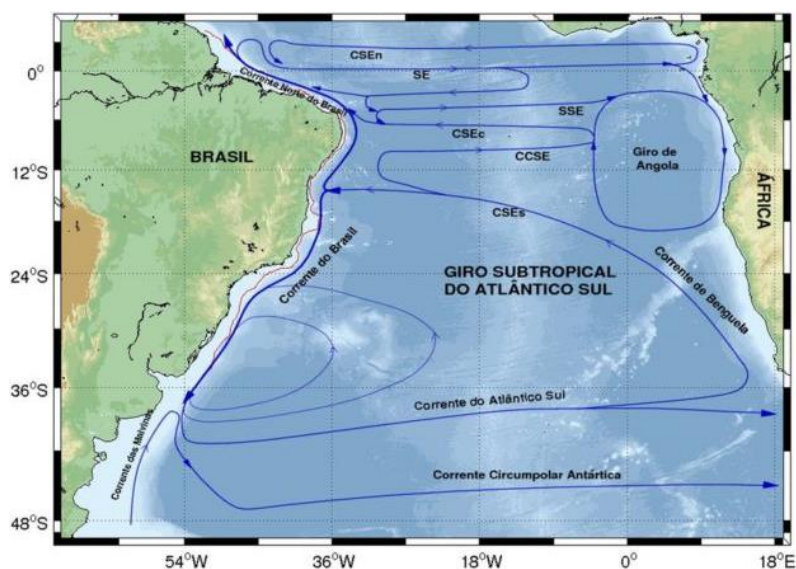 CSEn
0°
SE
Corrente Norte do Brasil
SSE
CSEc
BRASIL
CCSE
Giro de
Angola
12°S
ÁFRICA
CSEs
Corrente do Brasil
24°S
GIRO SUBTROPICAL
DO ATLÂNTICO SUL
Corrente de Benguela
36°S
Corrente do Atlântico Sul
Corrente das Malvinas
Corrente Circumpolar Antártica
48°S
54°W
36°W
18°W
0°
18°E